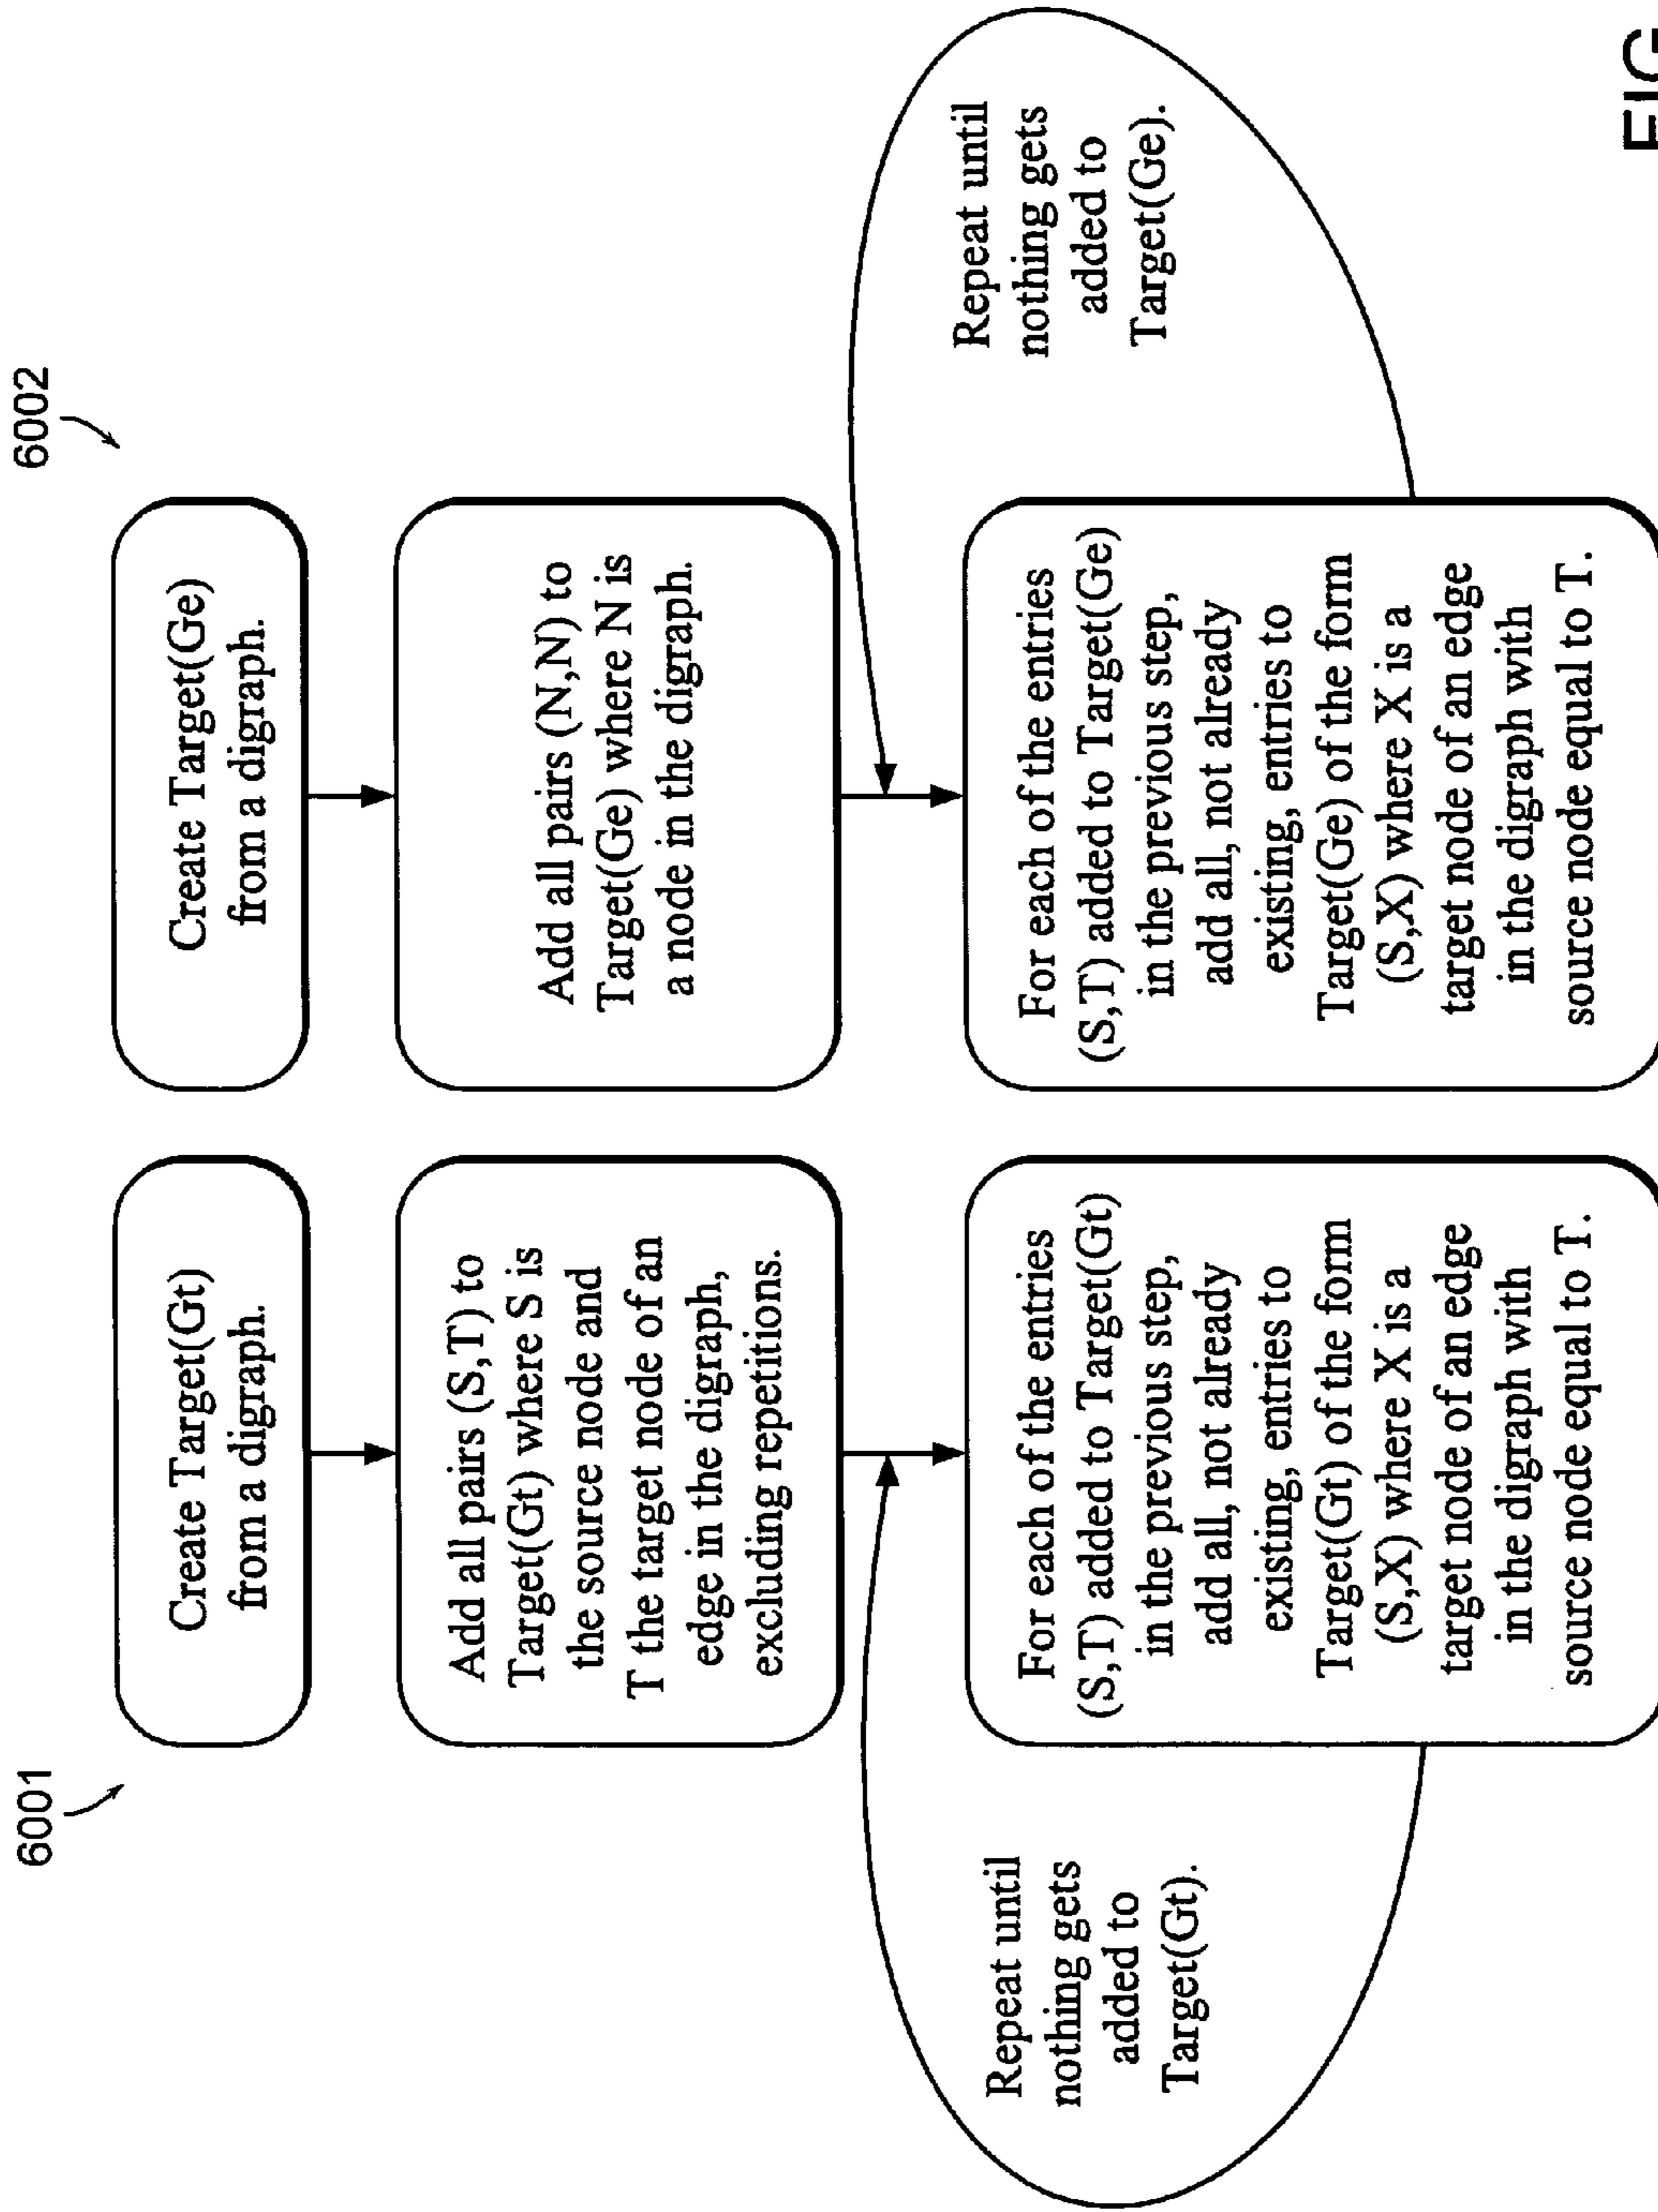 6001
Create Target(Gt)
from a digraph.
Add all pairs (S,T) to
Target(Gt) where S is
the source node and
T the target node of an
edge in the digraph,
excluding repetitions.
For each of the entries
(S,T) added to Target(Gt)
in the previous step,
add all, not already
existing, entries to
Target(Gt) of the form
(S,X) where X is a
target node of an edge
in the digraph with
source node equal to T.
Repeat until
nothing gets
added to
Target(Gt).
6002
Create Target(Ge)
from a digraph.
Add all pairs (N,N) to
Target(Ge) where N is
a node in the digraph.
For each of the entries
(S,T) added to Target(Ge)
in the previous step,
add all, not already
existing, entries to
Target(Ge) of the form
(S,X) where X is a
target node of an edge
in the digraph with
source node equal to T.
Repeat until
nothing gets
added to
Target(Ge).